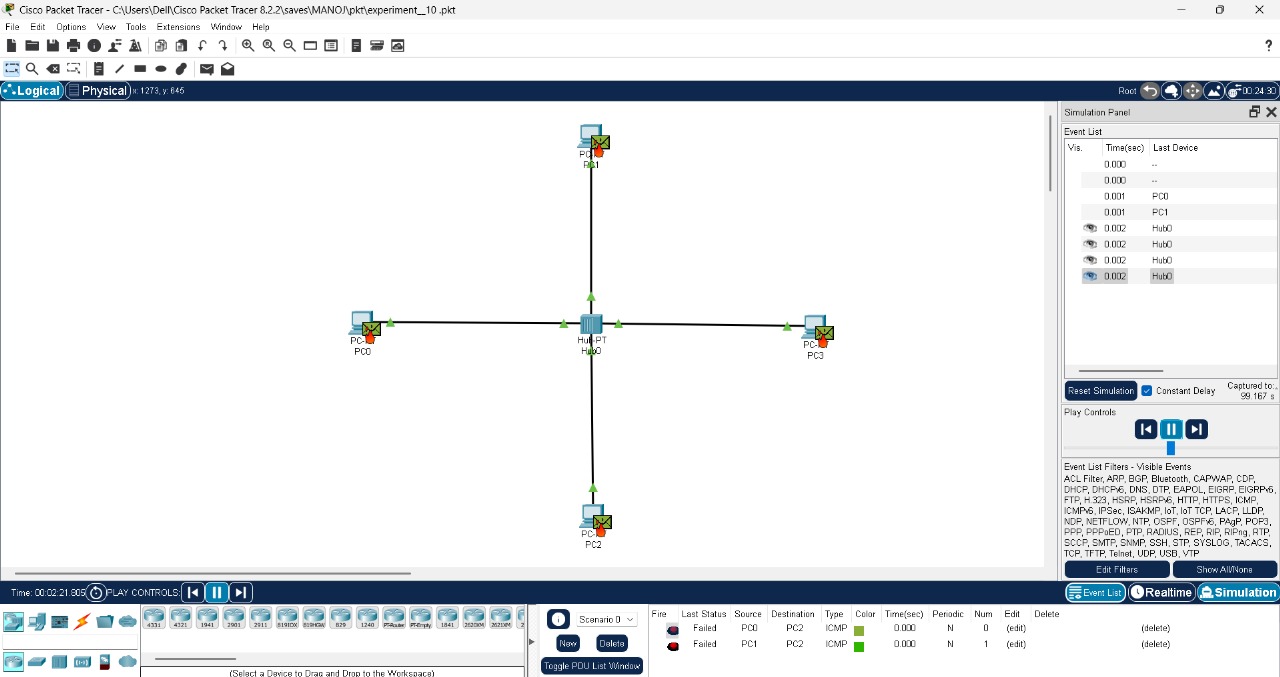 Cisco Packet Tracer - C:\Users\Dell\Cisco Packet Tracer 8.2.2\saves\MANOJ\pkt\experiment__10 .pkt
File Edit Options View Tools Extensions Window Help
Logical Physical x: 1273, y: 645 Root 00:24:30
Simulation Panel
Event List
Vis. Time(sec) Last Device
0.000 --
0.000 --
0.001 PC0
0.001 PC1
0.002 Hub0
0.002 Hub0
0.002 Hub0
0.002 Hub0
PC1
PC0
Hub-PT
Hub0
PC3
PC2
Reset Simulation Constant Delay Captured to:
99.167 s
Play Controls
Event List Filters - Visible Events
ACL Filter, ARP, BGP, Bluetooth, CAPWAP, CDP,
DHCP, DHCPv6, DNS, DTP, EAPOL, EIGRP, EIGRPv6,
FTP, H.323, HSRP, HSRPv6, HTTP, HTTPS, ICMP,
ICMPv6, IPSec, ISAKMP, IoT, IoT TCP, LACP, LLDP,
NDP, NETFLOW, NTP, OSPF, OSPFv6, PAgP, POP3,
PPP, PPPoED, PTP, RADIUS, REP, RIP, RIPng, RTP,
SCCP, SMTP, SNMP, SSH, STP, SYSLOG, TACACS,
TCP, TFTP, Telnet, UDP, USB, VTP
Edit Filters Show All/None
Time: 00:02:21.805 PLAY CONTROLS: Event List Realtime Simulation
4331 4321 1941 2901 2911 819IOX 819HGW 829 1240 PT-Router PT-Empty 1841 2620XM 2621XM
(Select a Device to Drag and Drop to the Workspace)
Scenario 0
New Delete
Toggle PDU List Window
Fire Last Status Source Destination Type Color Time(sec) Periodic Num Edit Delete
Failed PC0 PC2 ICMP 0.000 N 0 (edit) (delete)
Failed PC1 PC2 ICMP 0.000 N 1 (edit) (delete)